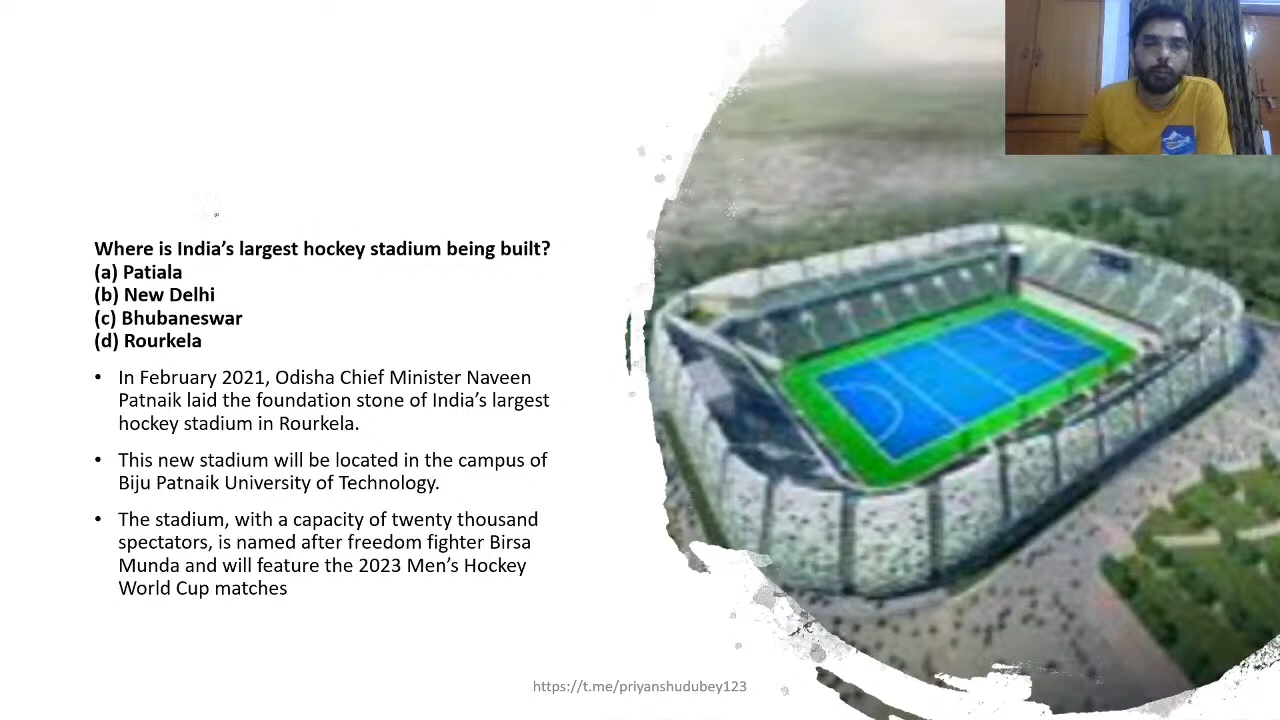 Where is India’s largest hockey stadium being built?
(a) Patiala
(b) New Delhi
(c) Bhubaneswar
(d) Rourkela
• In February 2021, Odisha Chief Minister Naveen
Patnaik laid the foundation stone of India’s largest
hockey stadium in Rourkela.
• This new stadium will be located in the campus of
Biju Patnaik University of Technology.
• The stadium, with a capacity of twenty thousand
spectators, is named after freedom fighter Birsa
Munda and will feature the 2023 Men’s Hockey
World Cup matches
https://t.me/priyanshudubey123